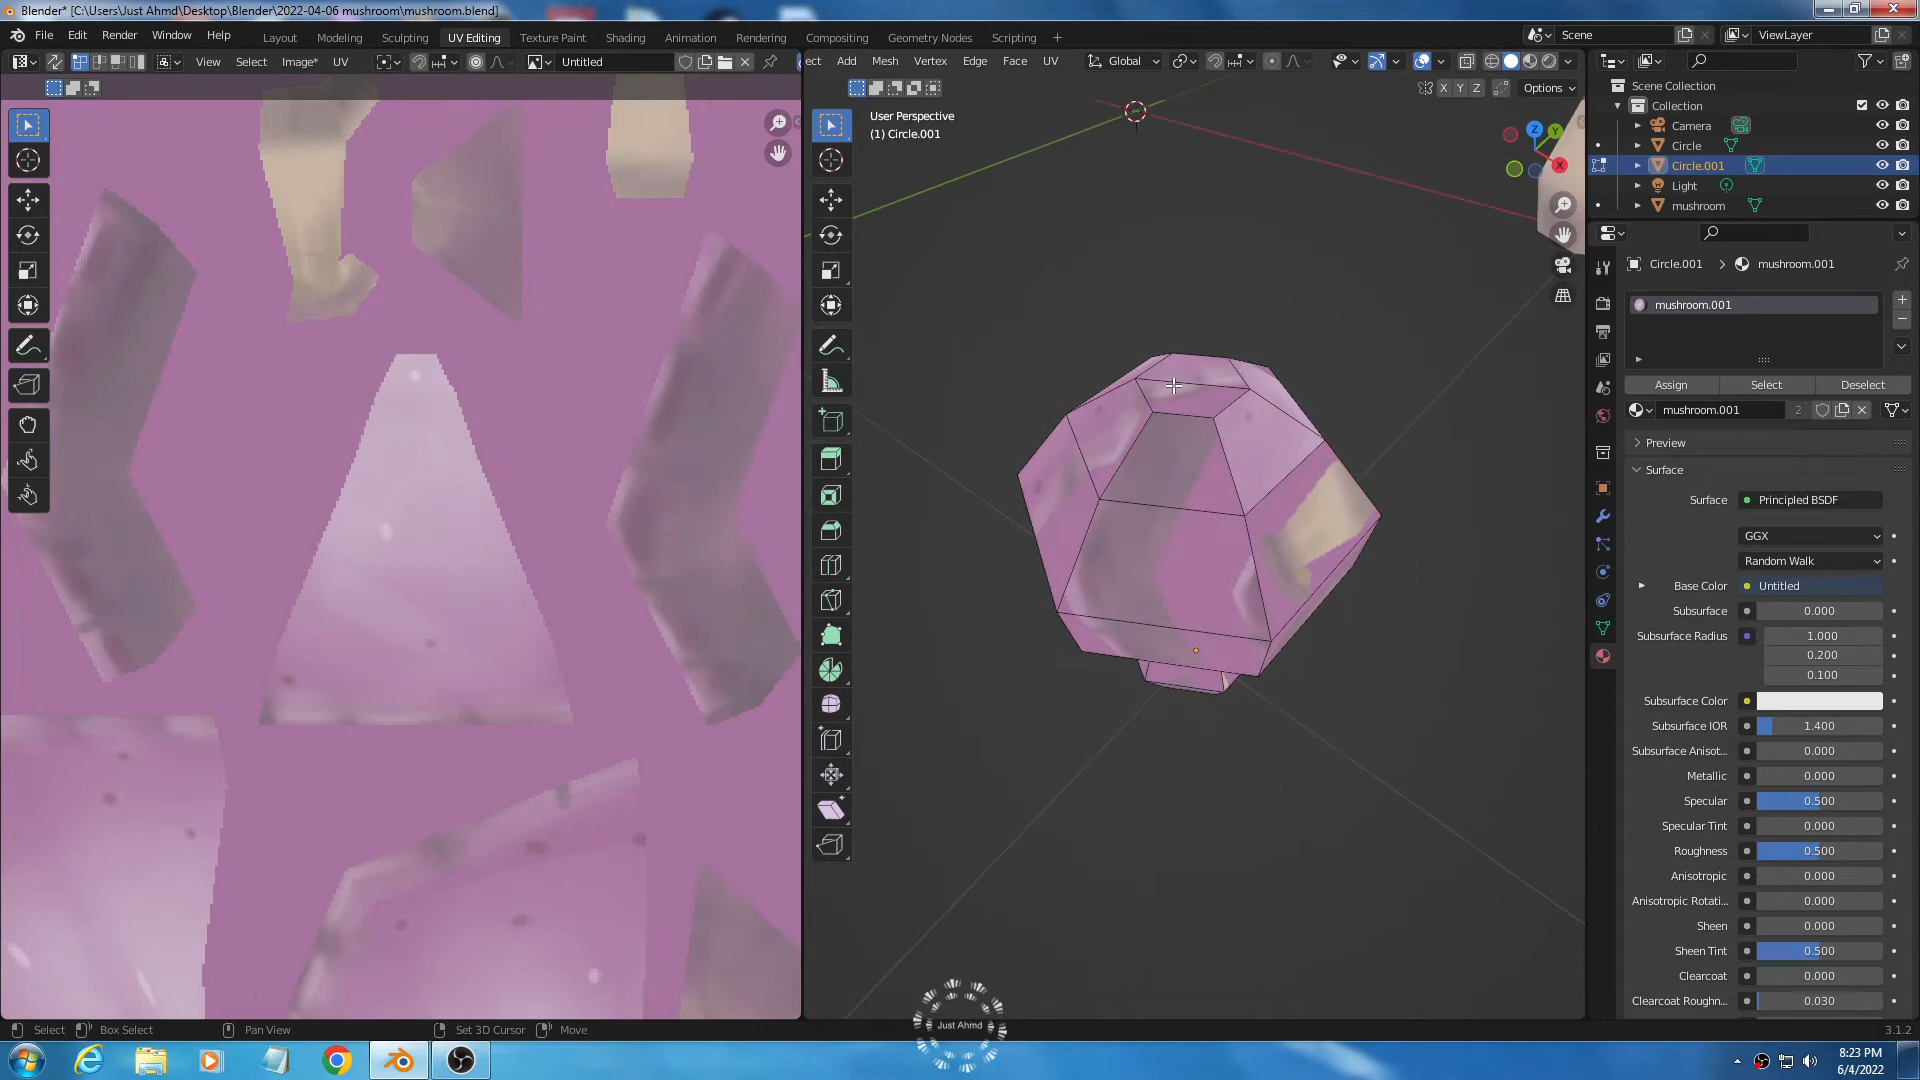 Blender* [C:\Users\Just Ahmd\Desktop\Blender\2022-04-06 mushroom\mushroom.blend]
File Edit Render Window Help
Layout Modeling Sculpting UV Editing Texture Paint Shading Animation Rendering Compositing Geometry Nodes Scripting +
Scene
ViewLayer
View Select Image* UV
Untitled
ect Add Mesh Vertex Edge Face UV
Global
X Y Z
Options
User Perspective
(1) Circle.001
Z
Y
X
Scene Collection
Collection
Camera
Circle
Circle.001
Light
mushroom
Circle.001 > mushroom.001
mushroom.001
Assign Select Deselect
mushroom.001 2
Preview
Surface
Surface Principled BSDF
GGX
Random Walk
Base Color Untitled
Subsurface 0.000
Subsurface Radius 1.000
0.200
0.100
Subsurface Color
Subsurface IOR 1.400
Subsurface Anisot... 0.000
Metallic 0.000
Specular 0.500
Specular Tint 0.000
Roughness 0.500
Anisotropic 0.000
Anisotropic Rotati... 0.000
Sheen 0.000
Sheen Tint 0.500
Clearcoat 0.000
Clearcoat Roughn... 0.030
Just Ahmd
Select Box Select Pan View Set 3D Cursor Move
3.1.2
8:23 PM
6/4/2022